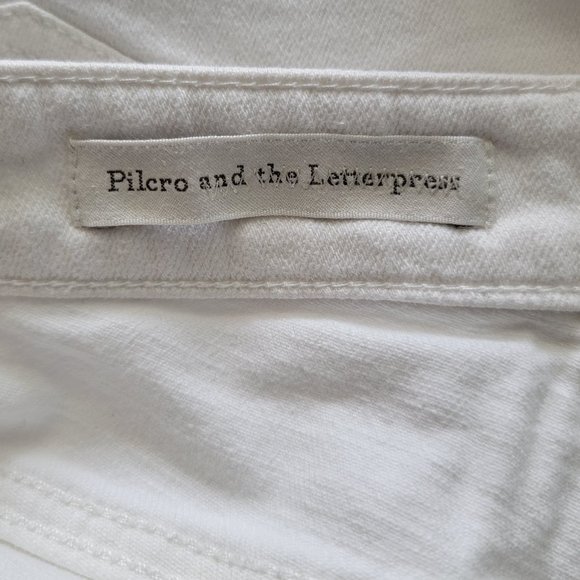 Pilcro and the Letterpress